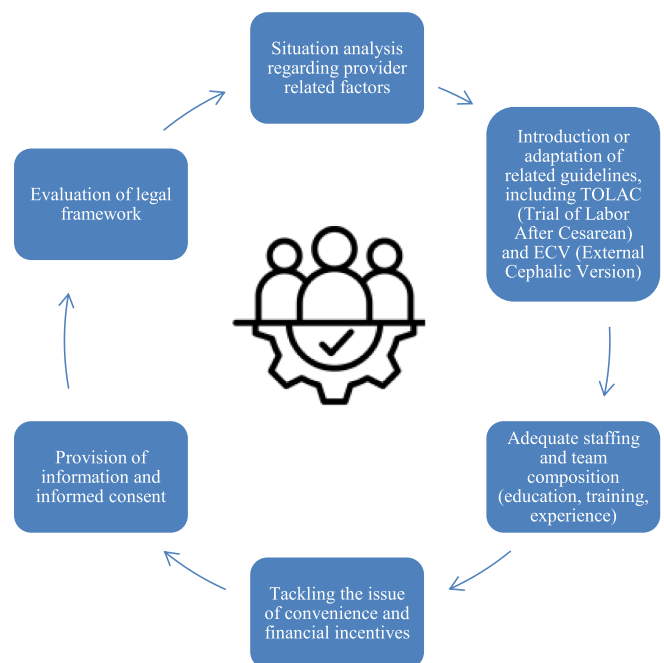 Situation analysis
regarding provider
related factors
Introduction or
adaptation of
related guidelines,
including TOLAC
(Trial of Labor
After Cesarean)
and ECV (External
Cephalic Version)
Adequate staffing
and team
composition
(education, training,
experience)
Tackling the issue
of convenience and
financial incentives
Provision of
information and
informed consent
Evaluation of legal
framework